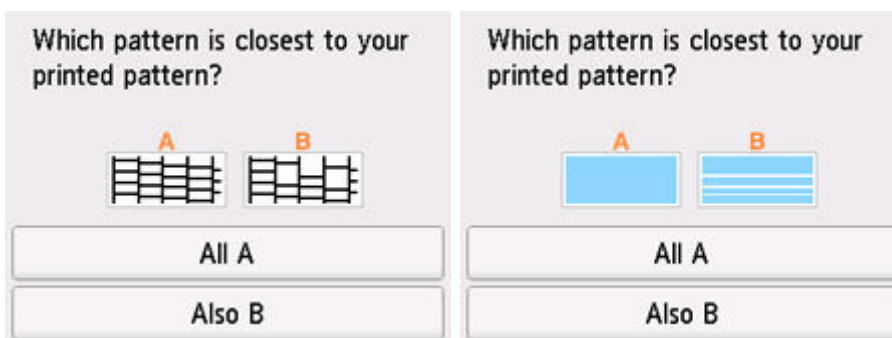 Which pattern is closest to your
printed pattern?
A B
All A
Also B
Which pattern is closest to your
printed pattern?
A B
All A
Also B